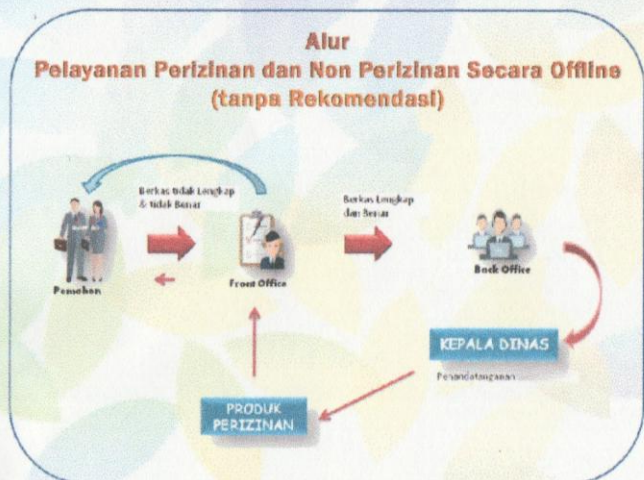 Alur
Pelayanan Perizinan dan Non Perizinan Secara Offline
(tanpa Rekomendasi)
Berkas tidak Lengkap
& tidak Benar
Berkas Lengkap
dan Benar
Pemohon
Front Office
Back Office
KEPALA DINAS
Penandatanganan
PRODUK
PERIZINAN